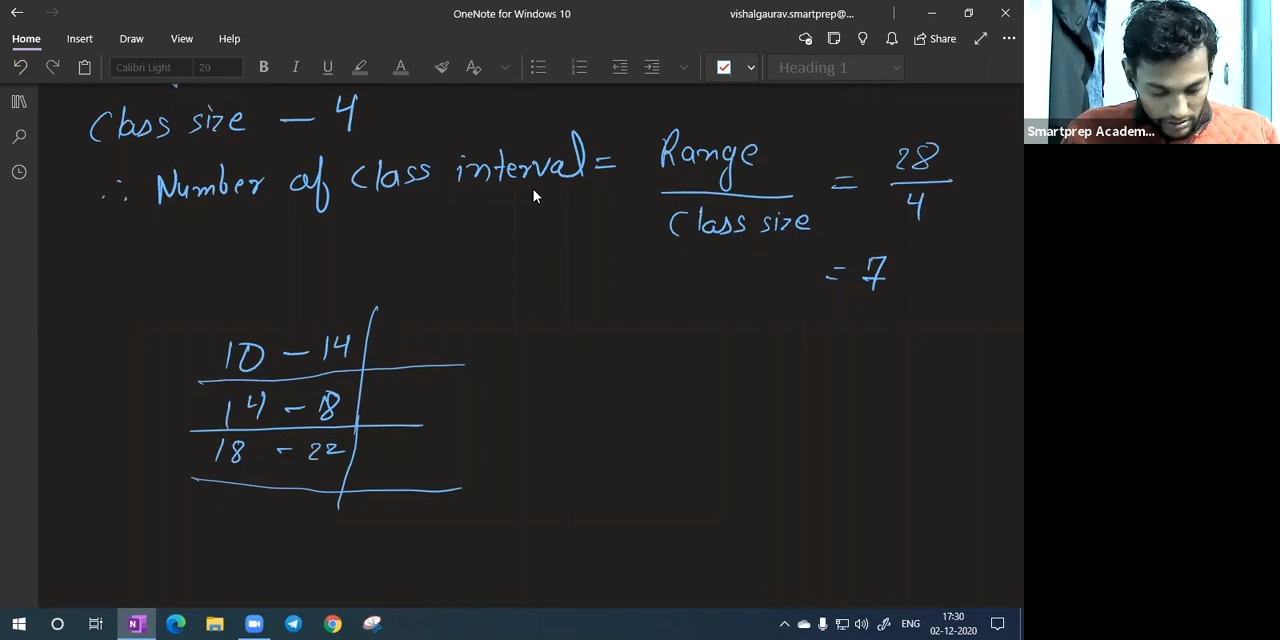 OneNote for Windows 10
vishalgaurav.smartprep@...
Home Insert Draw View Help
Share
Calibri Light 20 B I U A A Heading 1
Class size - 4
∴ Number of class interval = Range / Class size = 28 / 4
= 7
10 - 14
14 - 18
18 - 22
Smartprep Academ...
ENG
17:30
02-12-2020